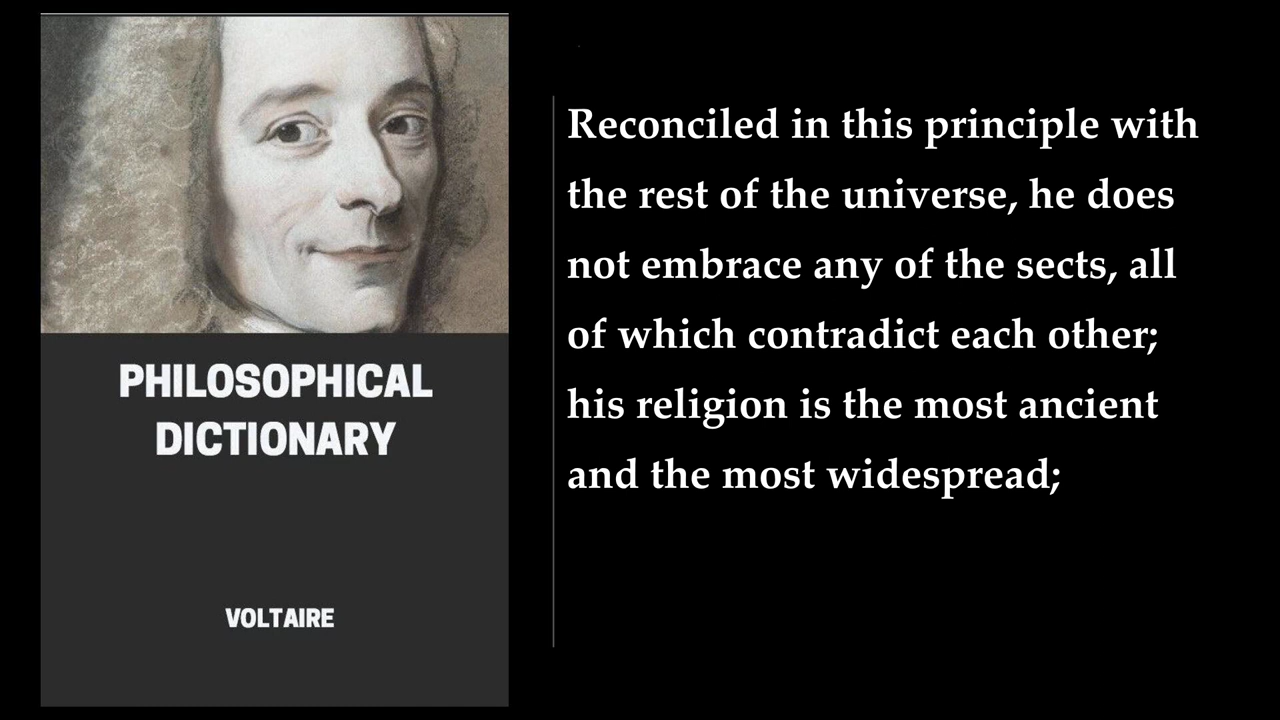 PHILOSOPHICAL
DICTIONARY
VOLTAIRE
Reconciled in this principle with
the rest of the universe, he does
not embrace any of the sects, all
of which contradict each other;
his religion is the most ancient
and the most widespread;